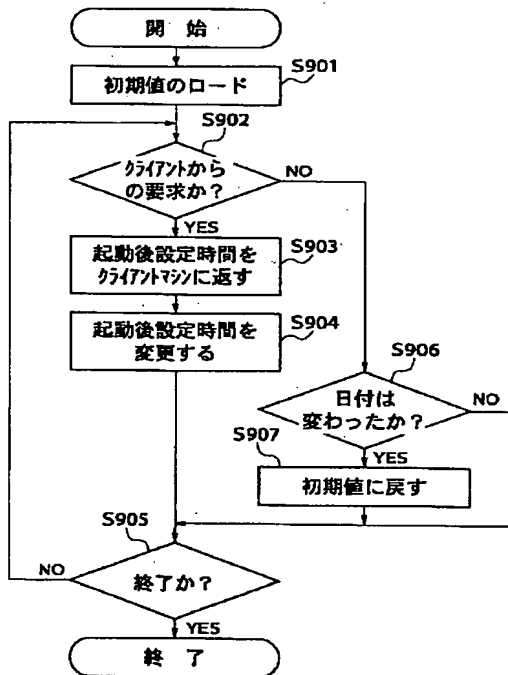 開始
S901
初期値のロード
S902
クライアントから
の要求か?
NO
YES
S903
起動後設定時間を
クライアントマシンに返す
S904
起動後設定時間を
変更する
S906
日付は
変わったか?
NO
S907
YES
初期値に戻す
S905
終了か?
NO
YES
終了